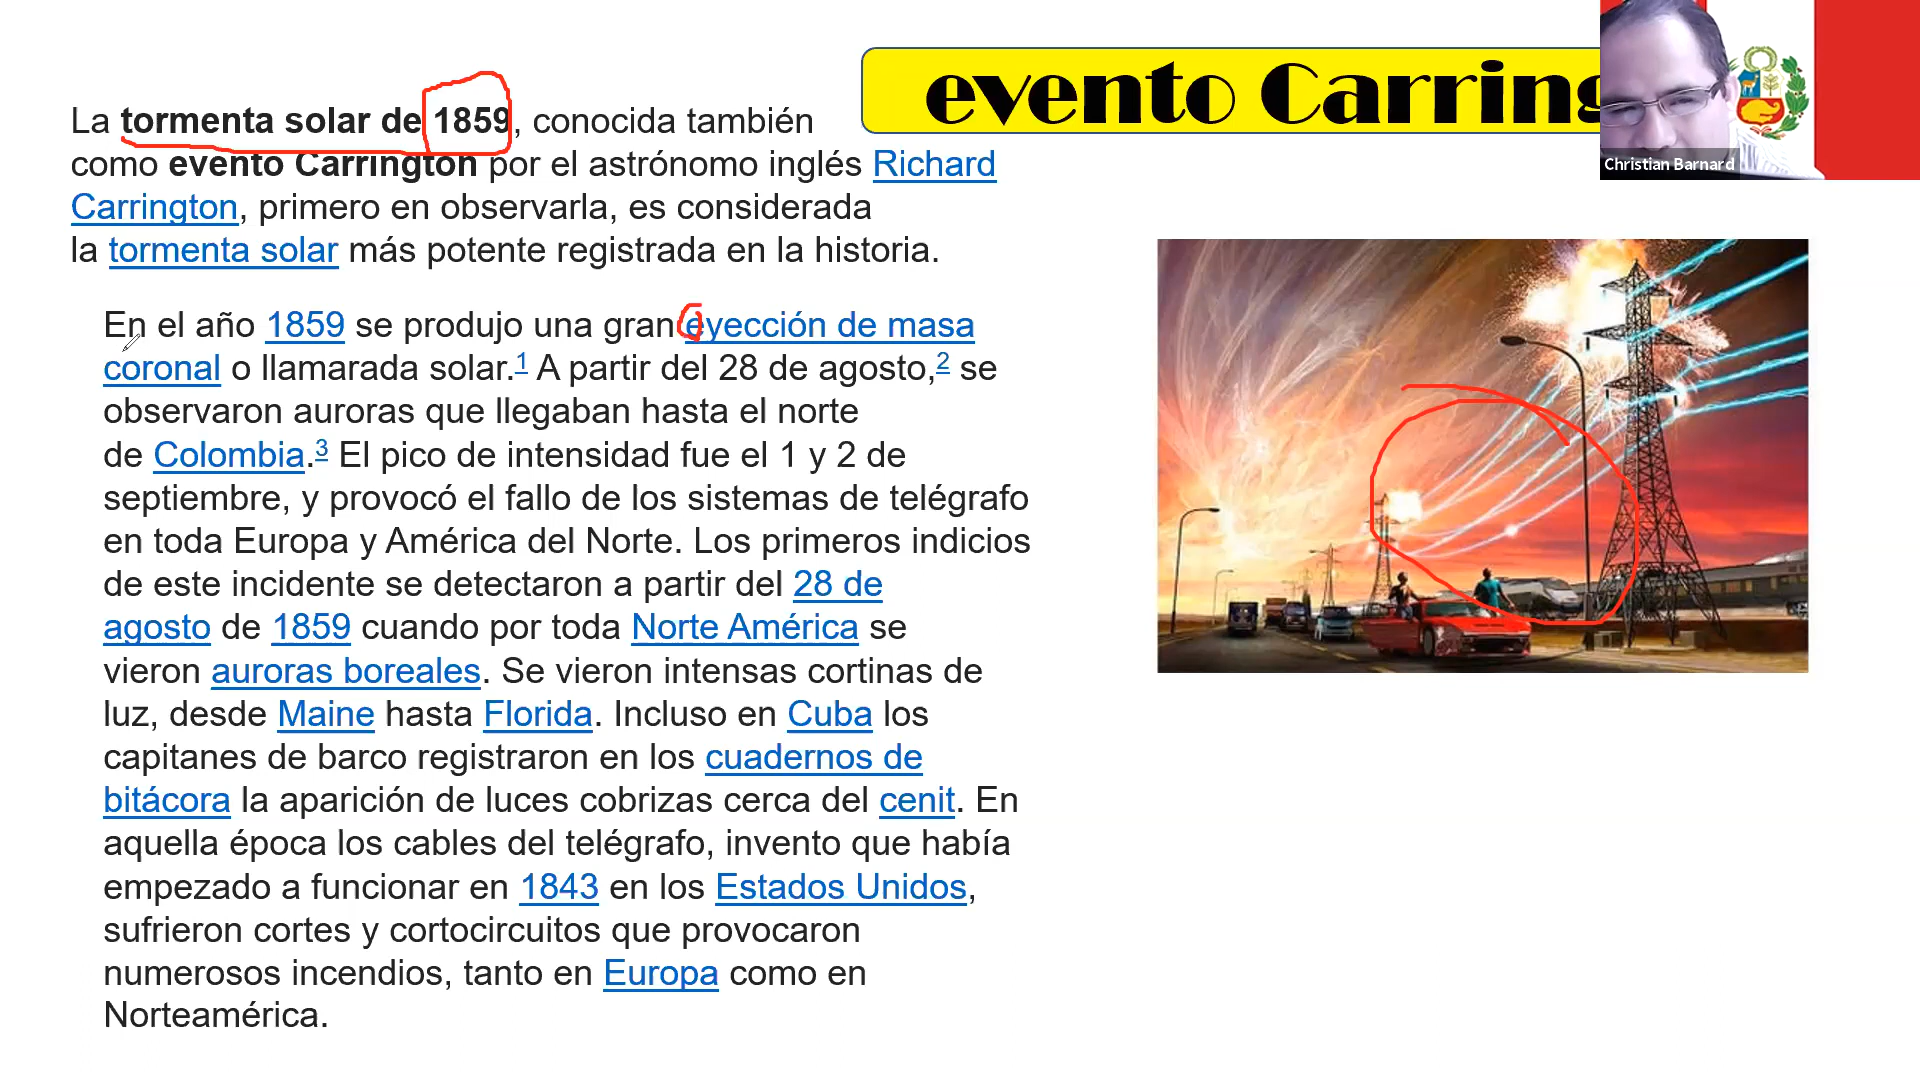 evento Carring
La tormenta solar de 1859, conocida también
como evento Carrington por el astrónomo inglés Richard
Carrington, primero en observarla, es considerada
la tormenta solar más potente registrada en la historia.
Christian Barnard
En el año 1859 se produjo una gran eyección de masa
coronal o llamarada solar.1 A partir del 28 de agosto,2 se
observaron auroras que llegaban hasta el norte
de Colombia.3 El pico de intensidad fue el 1 y 2 de
septiembre, y provocó el fallo de los sistemas de telégrafo
en toda Europa y América del Norte. Los primeros indicios
de este incidente se detectaron a partir del 28 de
agosto de 1859 cuando por toda Norte América se
vieron auroras boreales. Se vieron intensas cortinas de
luz, desde Maine hasta Florida. Incluso en Cuba los
capitanes de barco registraron en los cuadernos de
bitácora la aparición de luces cobrizas cerca del cenit. En
aquella época los cables del telégrafo, invento que había
empezado a funcionar en 1843 en los Estados Unidos,
sufrieron cortes y cortocircuitos que provocaron
numerosos incendios, tanto en Europa como en
Norteamérica.